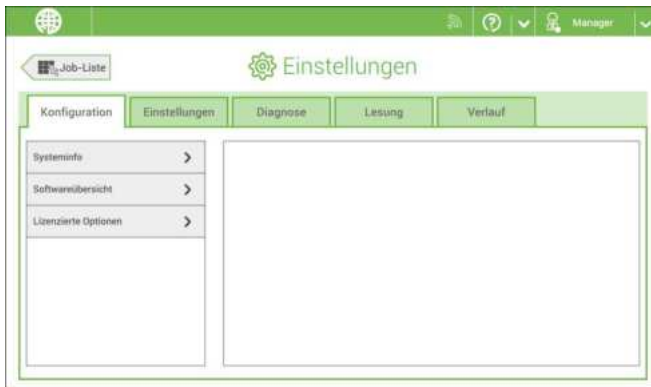 Manager
Job-Liste
Einstellungen
Konfiguration Einstellungen Diagnose Lesung Verlauf
Systeminfo
Softwareübersicht
Lizenzierte Optionen